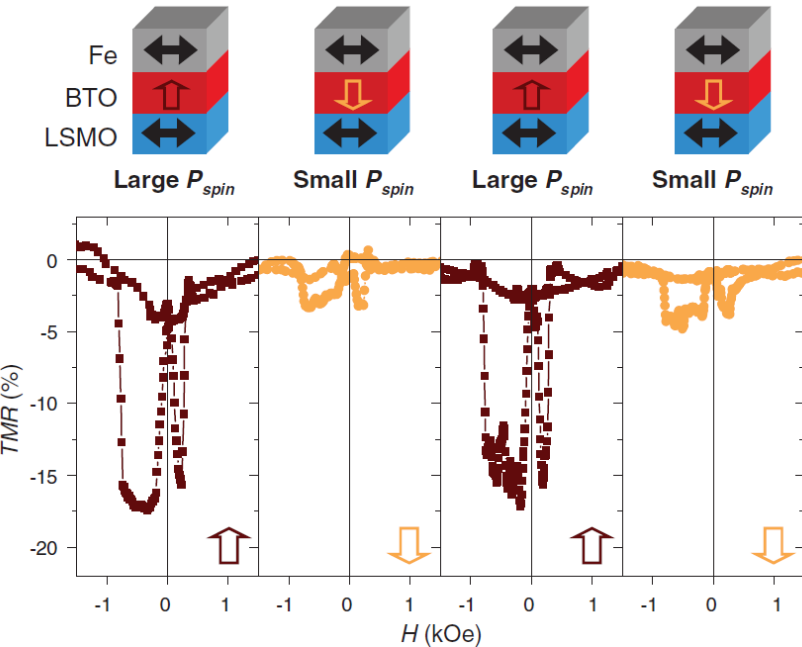 Fe
BTO
LSMO
Large P_spin Small P_spin Large P_spin Small P_spin
0
-5
-10
-15
-20
TMR (%)
-1 0 1 -1 0 1 -1 0 1 -1 0 1
H (kOe)